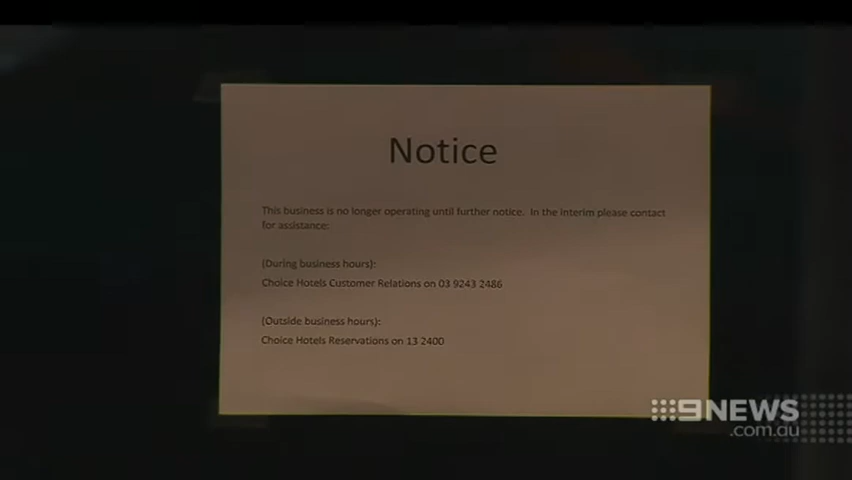 Notice
This business is no longer operating until further notice. In the interim please contact
for assistance:
(During business hours):
Choice Hotels Customer Relations on 03 9243 2486
(Outside business hours):
Choice Hotels Reservations on 13 2400
9NEWS
.com.au